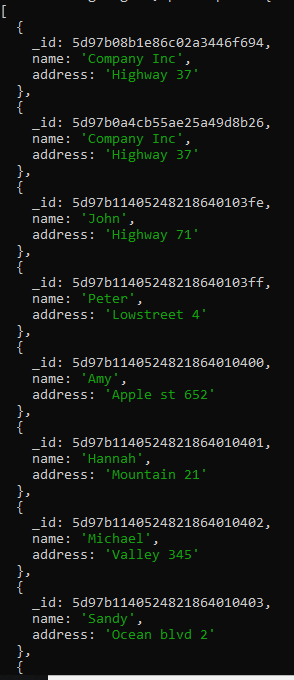 [
  {
    _id: 5d97b08b1e86c02a3446f694,
    name: 'Company Inc',
    address: 'Highway 37'
  },
  {
    _id: 5d97b0a4cb55ae25a49d8b26,
    name: 'Company Inc',
    address: 'Highway 37'
  },
  {
    _id: 5d97b11405248218640103fe,
    name: 'John',
    address: 'Highway 71'
  },
  {
    _id: 5d97b11405248218640103ff,
    name: 'Peter',
    address: 'Lowstreet 4'
  },
  {
    _id: 5d97b1140524821864010400,
    name: 'Amy',
    address: 'Apple st 652'
  },
  {
    _id: 5d97b1140524821864010401,
    name: 'Hannah',
    address: 'Mountain 21'
  },
  {
    _id: 5d97b1140524821864010402,
    name: 'Michael',
    address: 'Valley 345'
  },
  {
    _id: 5d97b1140524821864010403,
    name: 'Sandy',
    address: 'Ocean blvd 2'
  },
  {